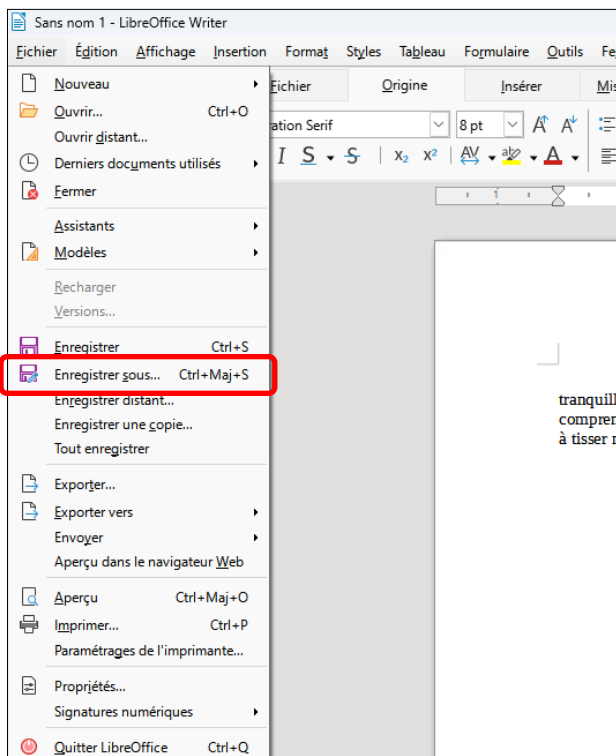 Sans nom 1 - LibreOffice Writer
Fichier Édition Affichage Insertion Format Styles Tableau Formulaire Outils
Nouveau
Fichier Origine Insérer
Ouvrir... Ctrl+O
Ouvrir distant...
ration Serif 8 pt
Derniers documents utilisés
Fermer
Assistants
Modèles
1
Recharger
Versions...
Enregistrer Ctrl+S
Enregistrer sous... Ctrl+Maj+S
Enregistrer distant...
Enregistrer une copie...
Tout enregistrer
à tisser
Exporter...
Exporter vers
Envoyer
Aperçu dans le navigateur Web
Aperçu Ctrl+Maj+O
Imprimer... Ctrl+P
Paramétrages de l'imprimante...
Propriétés...
Signatures numériques
Quitter LibreOffice Ctrl+Q